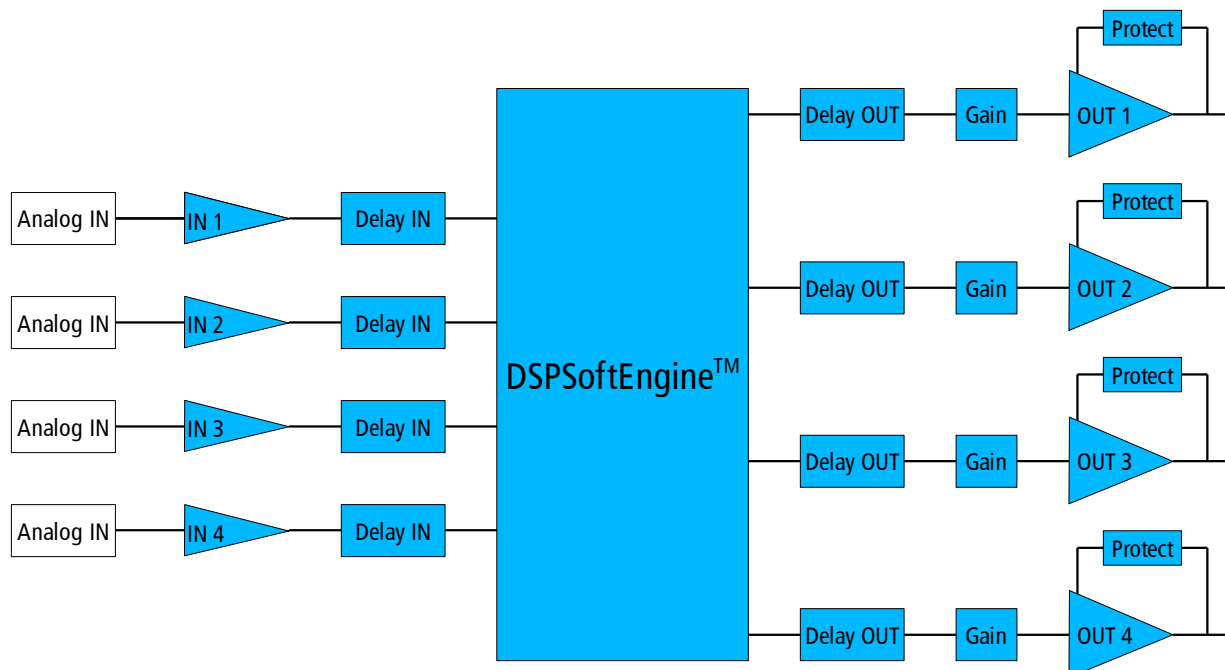 Protect
Delay OUT Gain OUT 1
Analog IN IN 1 Delay IN
Protect
Delay OUT Gain OUT 2
Analog IN IN 2 Delay IN
DSPSoftEngine™
Protect
Analog IN IN 3 Delay IN
Delay OUT Gain OUT 3
Analog IN IN 4 Delay IN
Protect
Delay OUT Gain OUT 4